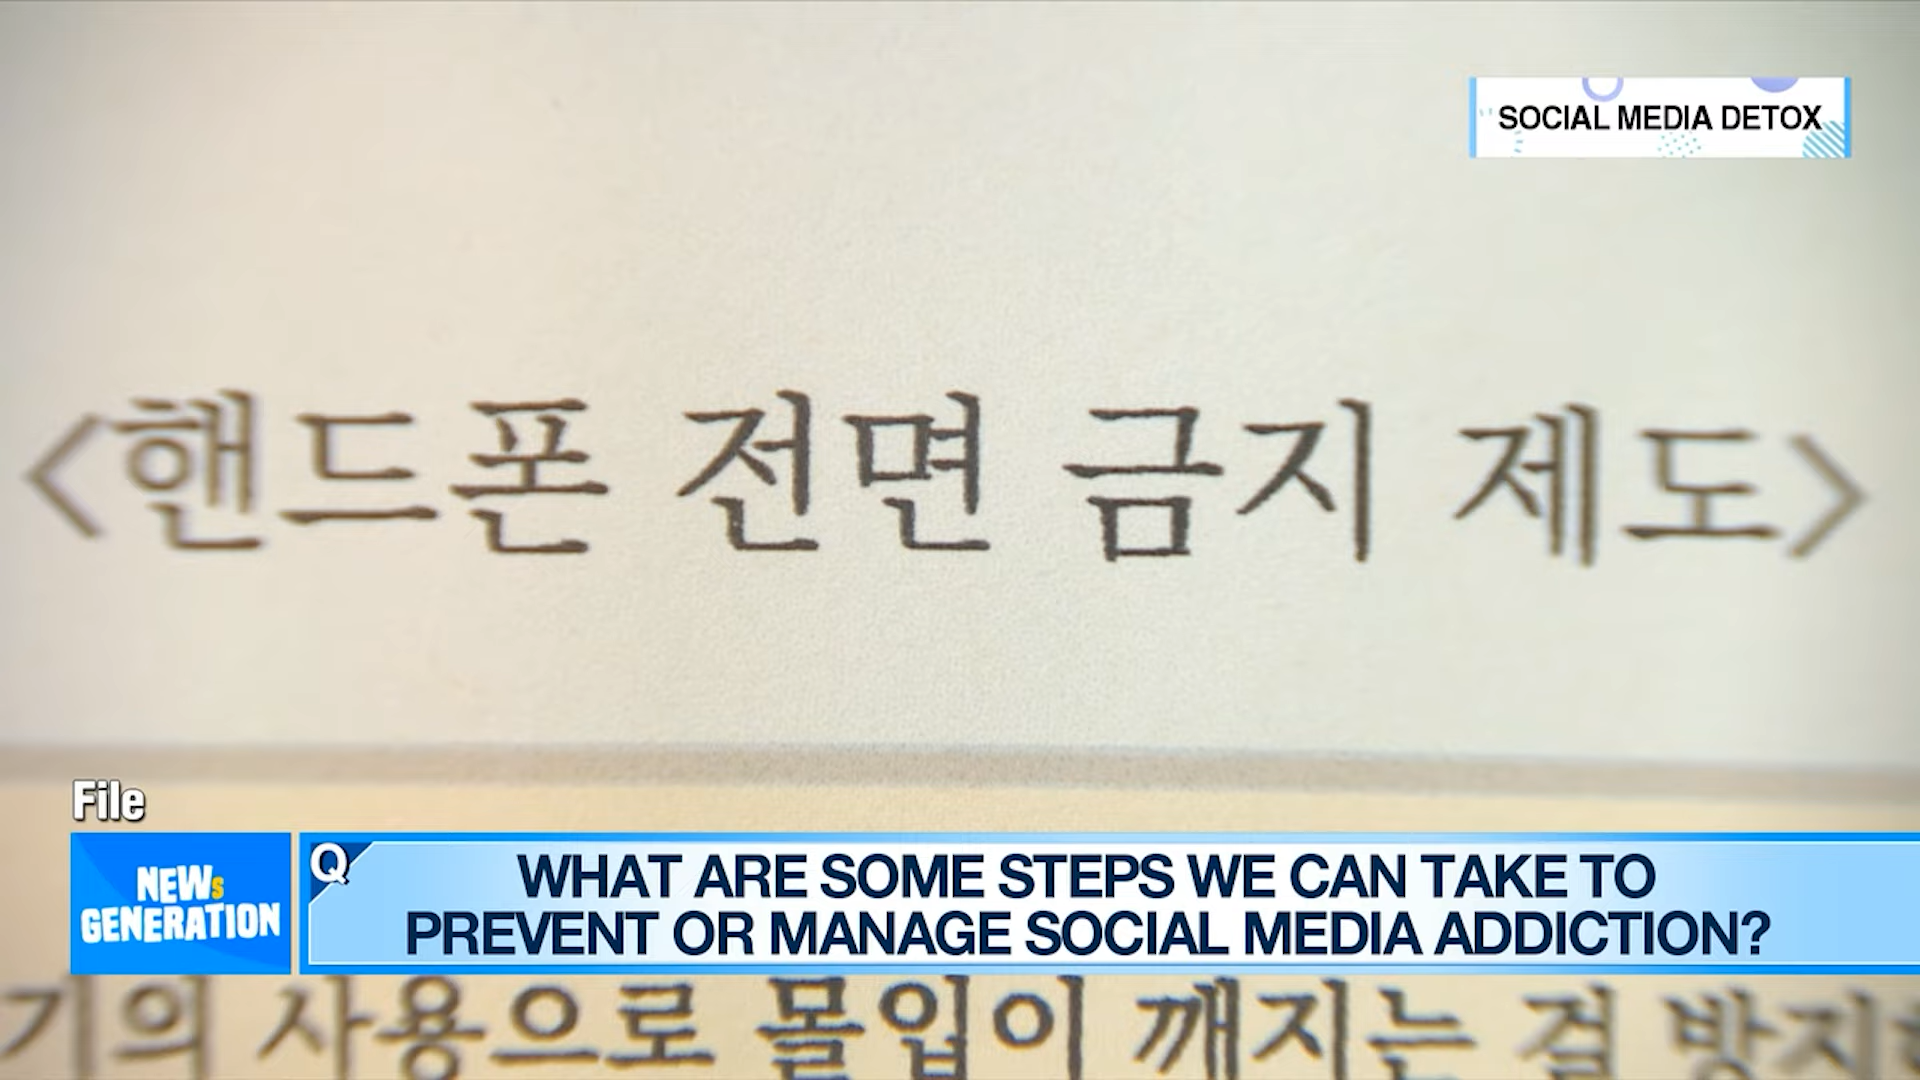 SOCIAL MEDIA DETOX
<핸드폰 전면 금지 제도>
File
NEWs
GENERATION
Q
WHAT ARE SOME STEPS WE CAN TAKE TO
PREVENT OR MANAGE SOCIAL MEDIA ADDICTION?
기의 사용으로 몰입이 깨지는 걸 방지